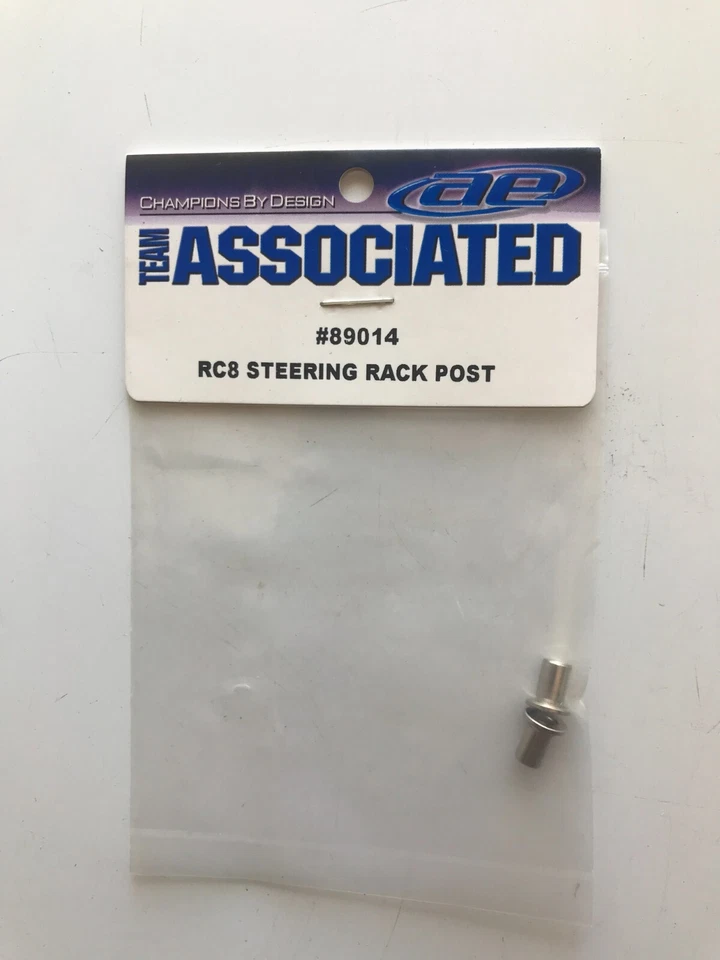 CHAMPIONS BY DESIGN
ae
TEAM ASSOCIATED
#89014
RC8 STEERING RACK POST